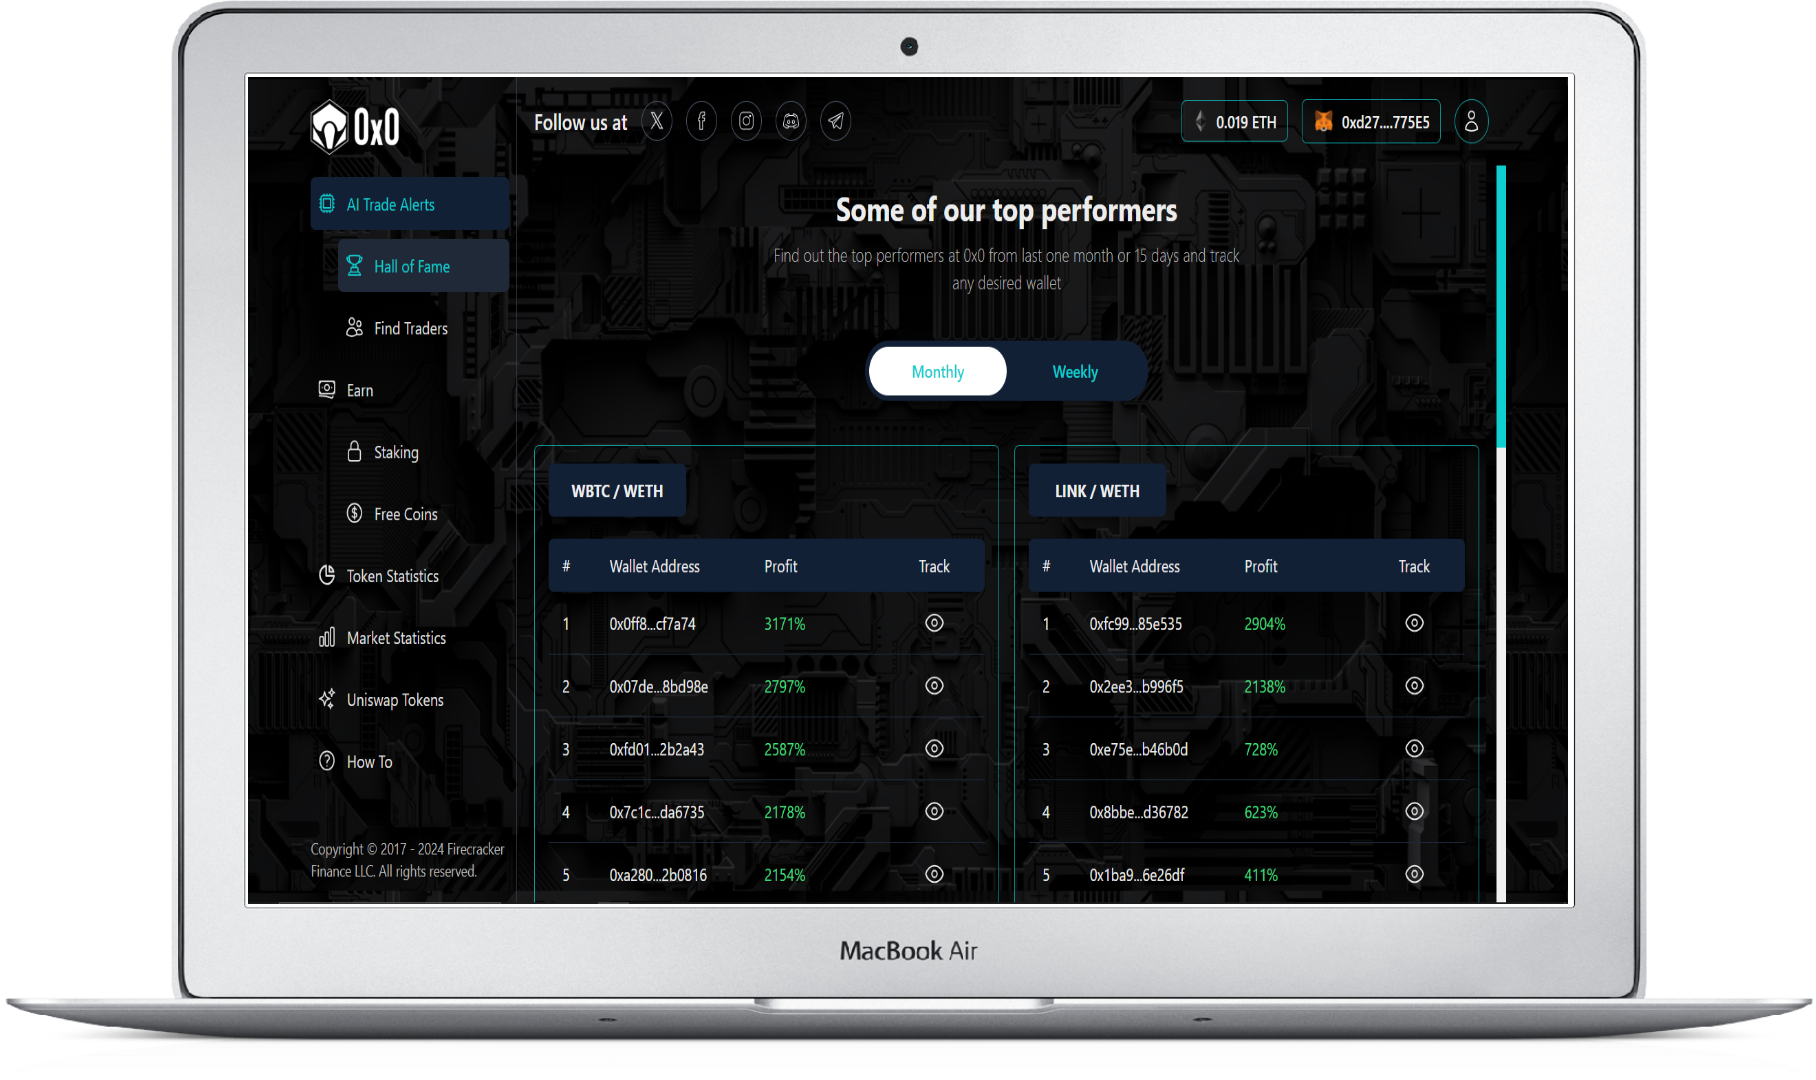 0x0
Follow us at
0.019 ETH
0xd27....775E5
AI Trade Alerts
Hall of Fame
Find Traders
Earn
Staking
Free Coins
Token Statistics
Market Statistics
Uniswap Tokens
How To
Copyright © 2017 - 2024 Firecracker
Finance LLC. All rights reserved.
Some of our top performers
Find out the top performers at 0x0 from last one month or 15 days and track
any desired wallet
Monthly
Weekly
WBTC / WETH
# Wallet Address Profit Track
1 0x0ff8...cf7a74 3171%
2 0x07de...8bd98e 2797%
3 0xfd01...2b2a43 2587%
4 0x7c1c...da6735 2178%
5 0xa280...2b0816 2154%
LINK / WETH
# Wallet Address Profit Track
1 0xfc99...85e535 2904%
2 0x2ee3...b996f5 2138%
3 0xe75e...b46b0d 728%
4 0x8bbe...d36782 623%
5 0x1ba9...6e26df 411%
MacBook Air